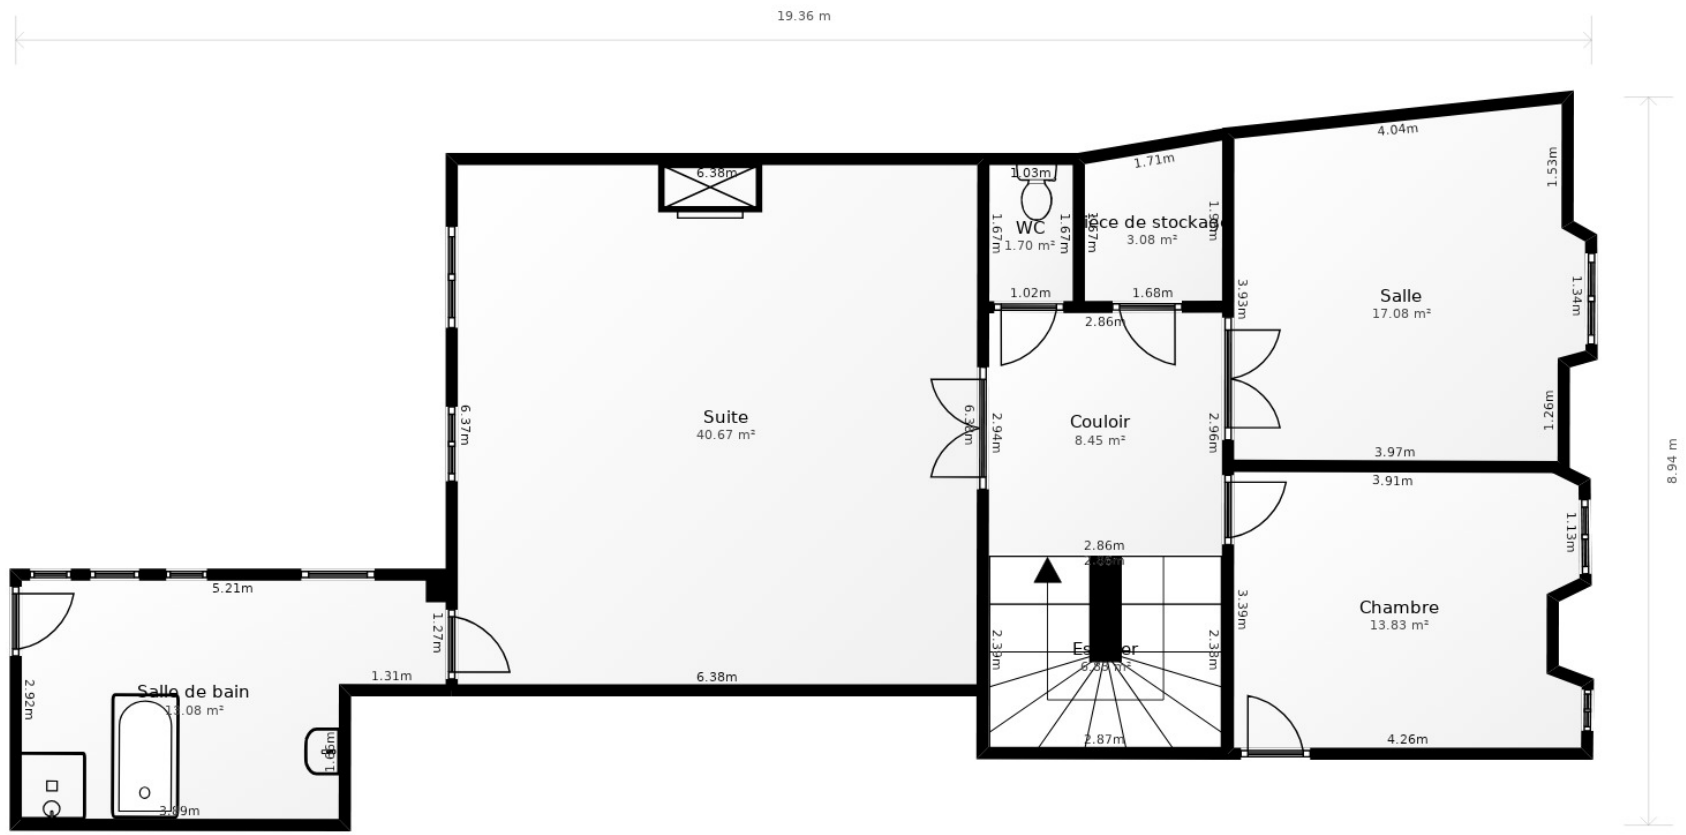 19.36 m
8.94 m
4.04m
1.71m
1.53m
6.38m
1.03m
WC
1.70 m²
1.67m
1.67m
1.02m
3.08 m²
1.68m
2.86m
Salle
17.08 m²
3.93m
1.34m
1.26m
3.97m
Suite
40.67 m²
6.37m
6.38m
Couloir
8.45 m²
2.94m
2.96m
2.86m
3.91m
1.13m
Chambre
13.83 m²
3.39m
4.26m
2.39m
2.38m
2.87m
5.21m
1.27m
1.31m
Salle de bain
13.08 m²
2.92m